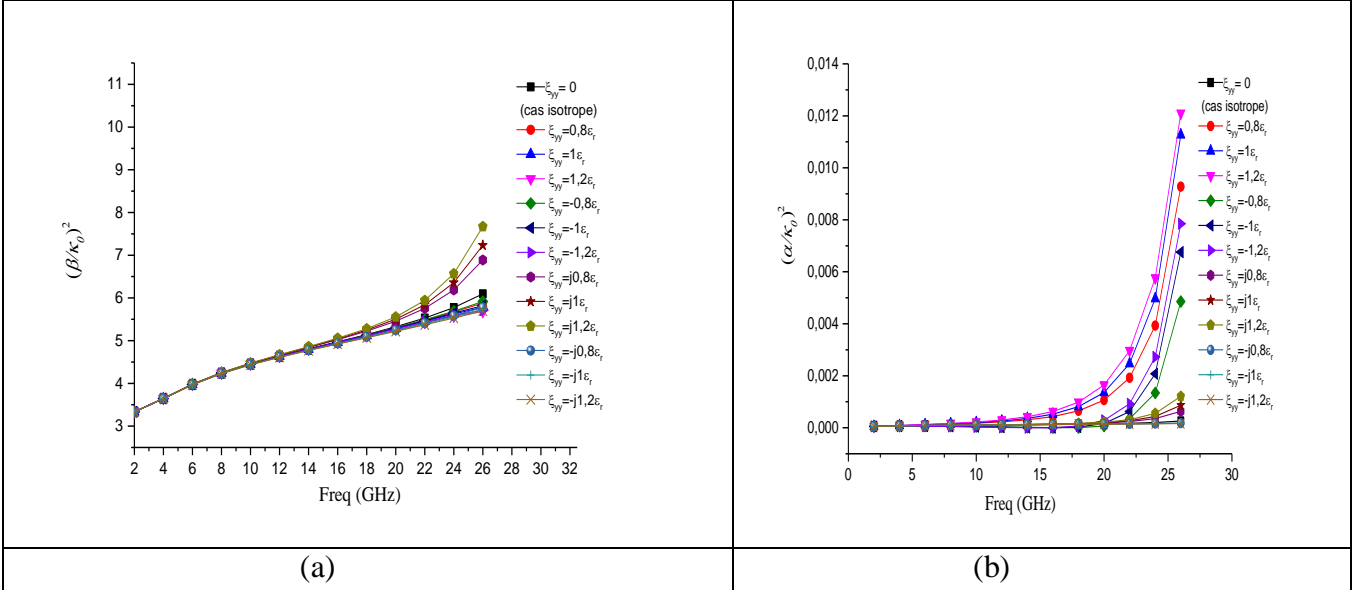 (β/κ₀)²
11
10
9
8
7
6
5
4
3
2 4 6 8 10 12 14 16 18 20 22 24 26 28 30 32
Freq (GHz)
ξyy= 0
(cas isotrope)
ξyy=0,8εr
ξyy=1εr
ξyy=1,2εr
ξyy=-0,8εr
ξyy=-1εr
ξyy=-1,2εr
ξyy=j0,8εr
ξyy=j1εr
ξyy=j1,2εr
ξyy=-j0,8εr
ξyy=-j1εr
ξyy=-j1,2εr
(a)
(α/κ₀)²
0,014
0,012
0,010
0,008
0,006
0,004
0,002
0,000
0 5 10 15 20 25 30
Freq (GHz)
ξyy= 0
(cas isotrope)
ξyy=0,8εr
ξyy=1εr
ξyy=1,2εr
ξyy=-0,8εr
ξyy=-1εr
ξyy=-1,2εr
ξyy=j0,8εr
ξyy=j1εr
ξyy=j1,2εr
ξyy=-j0,8εr
ξyy=-j1εr
ξyy=-j1,2εr
(b)